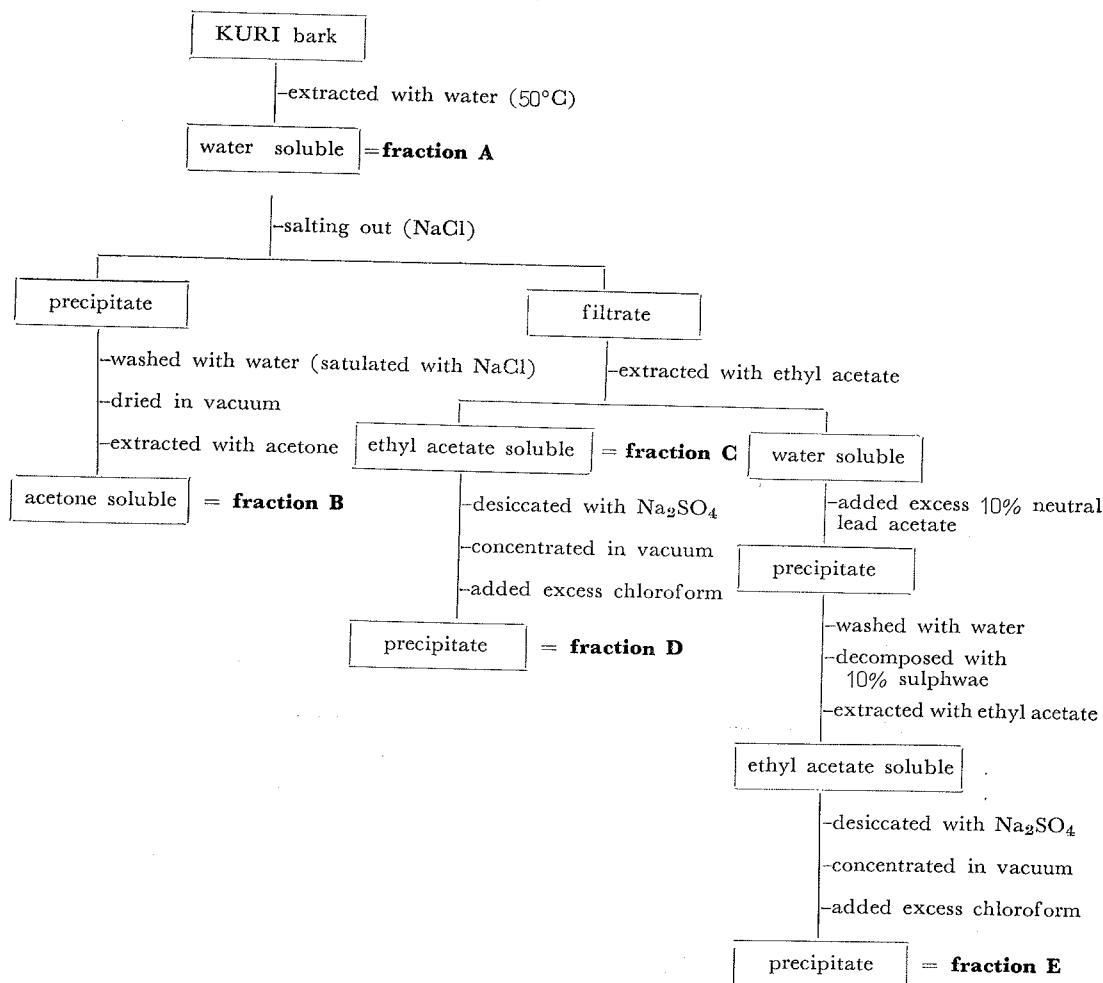 KURI bark
-extracted with water (50°C)
water soluble =fraction A
-salting out (NaCl)
precipitate
filtrate
-washed with water (satulated with NaCl)
-dried in vacuum
-extracted with acetone
acetone soluble = fraction B
-extracted with ethyl acetate
ethyl acetate soluble = fraction C
-desiccated with Na₂SO₄
-concentrated in vacuum
-added excess chloroform
precipitate = fraction D
water soluble
-added excess 10% neutral
lead acetate
precipitate
-washed with water
-decomposed with
10% sulphwae
-extracted with ethyl acetate
ethyl acetate soluble
-desiccated with Na₂SO₄
-concentrated in vacuum
-added excess chloroform
precipitate = fraction E